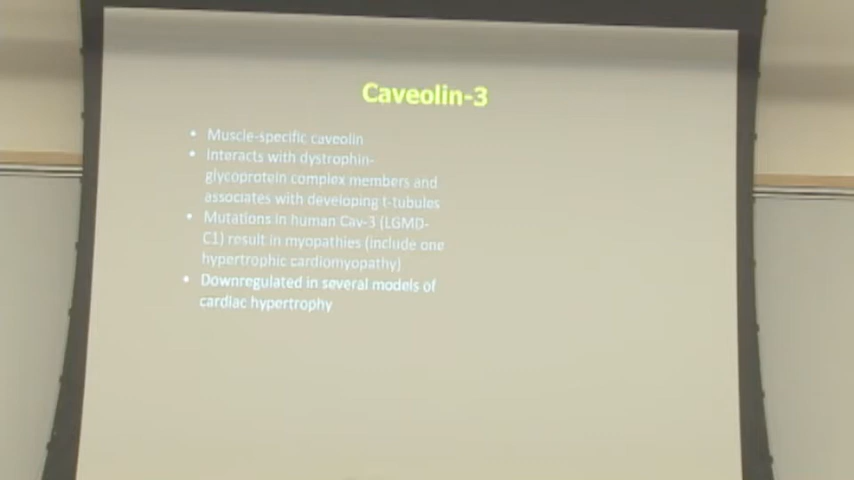 Caveolin-3
• Muscle-specific caveolin
• Interacts with dystrophin-
glycoprotein complex members and
associates with developing t-tubules
• Mutations in human Cav-3 (LGMD-
C1) result in myopathies (include one
hypertrophic cardiomyopathy)
• Downregulated in several models of
cardiac hypertrophy